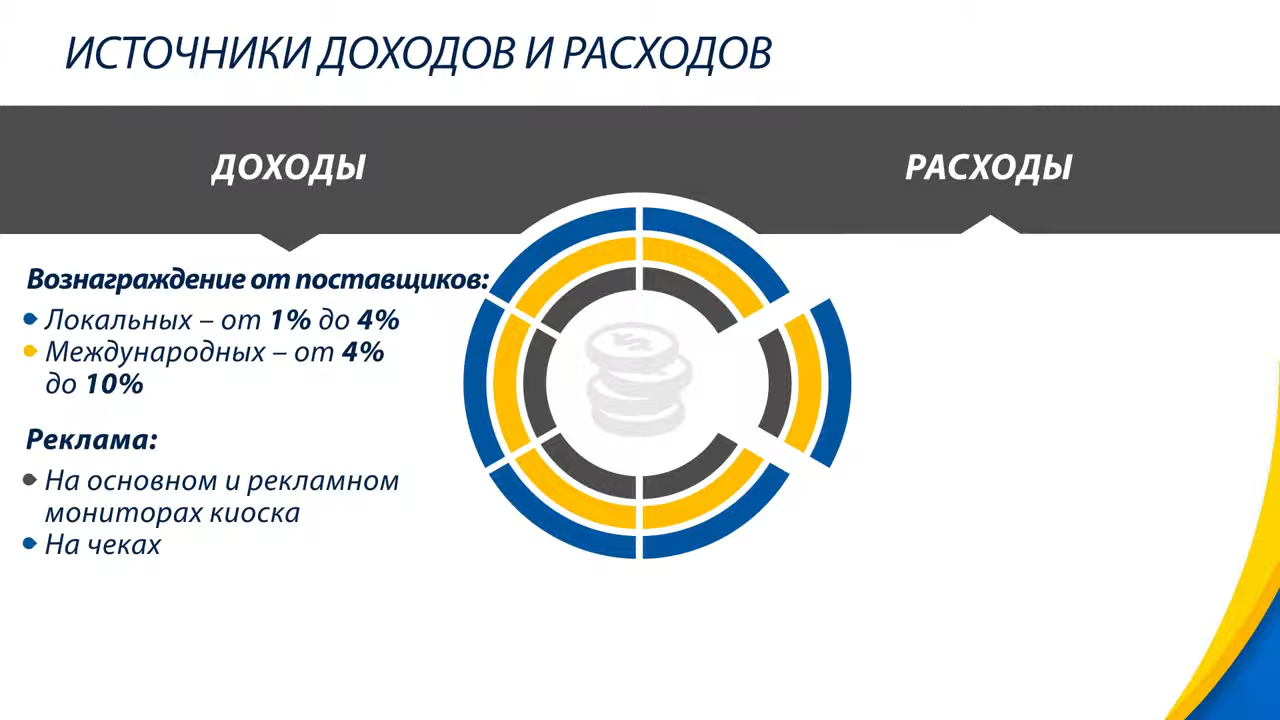 ИСТОЧНИКИ ДОХОДОВ И РАСХОДОВ
ДОХОДЫ
РАСХОДЫ
Вознаграждение от поставщиков:
Локальных – от 1% до 4%
Международных – от 4%
до 10%
Реклама:
На основном и рекламном
мониторах киоска
На чеках